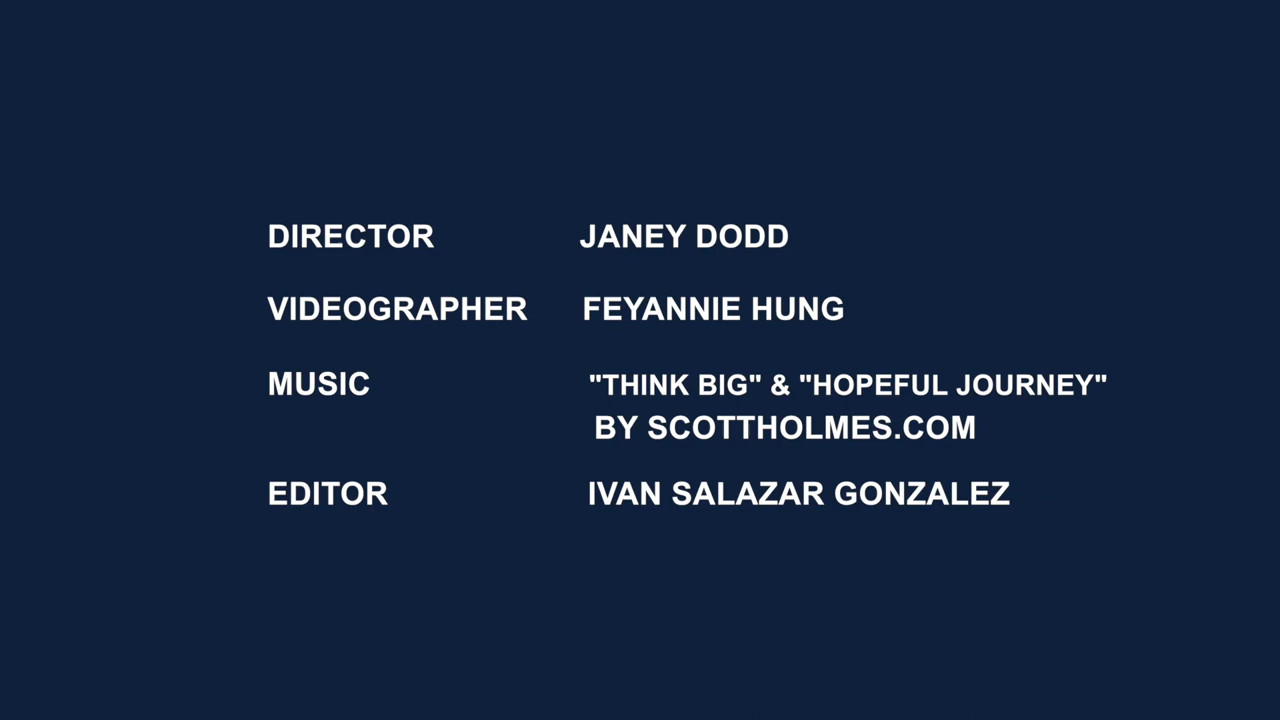 DIRECTOR JANEY DODD
VIDEOGRAPHER FEYANNIE HUNG
MUSIC "THINK BIG" & "HOPEFUL JOURNEY"
BY SCOTTHOLMES.COM
EDITOR IVAN SALAZAR GONZALEZ